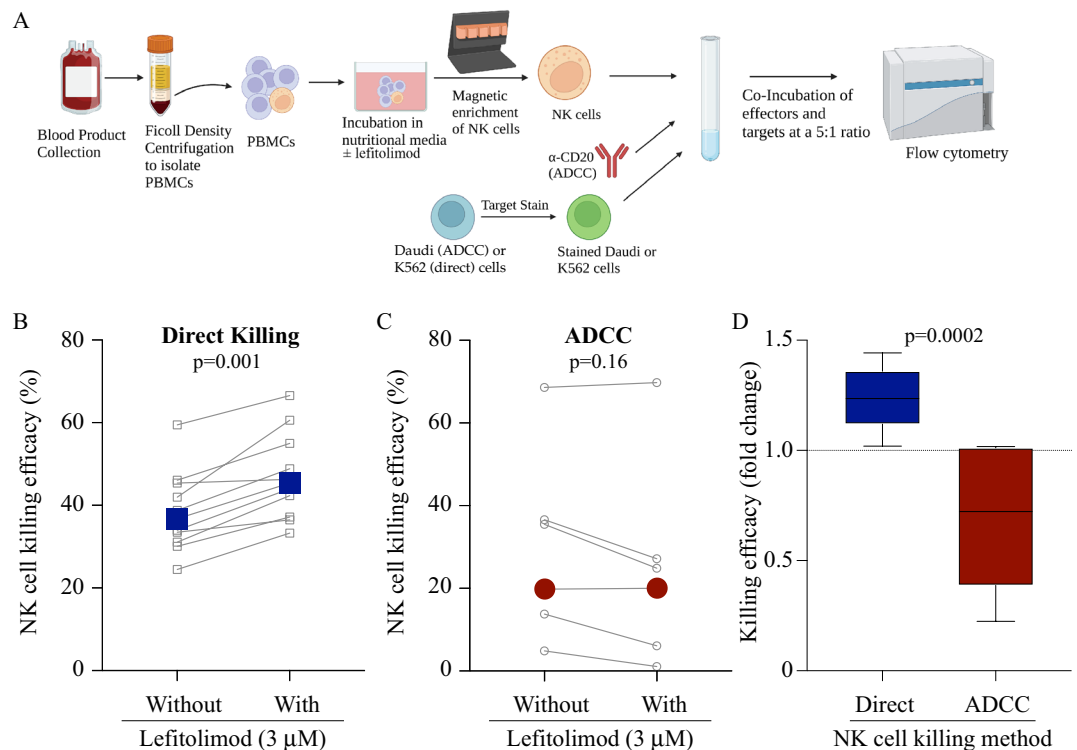 A
Blood Product
Collection
Ficoll Density
Centrifugation
to isolate
PBMCs
PBMCs
Incubation in
nutritional media
± lefitolimod
Magnetic
enrichment
of NK cells
NK cells
α-CD20
(ADCC)
Target Stain
Daudi (ADCC) or
K562 (direct) cells
Stained Daudi or
K562 cells
Co-Incubation of
effectors and
targets at a 5:1 ratio
Flow cytometry
B
Direct Killing
p=0.001
NK cell killing efficacy (%)
80
60
40
20
0
Without
With
Lefitolimod (3 μM)
C
ADCC
p=0.16
NK cell killing efficacy (%)
80
60
40
20
0
Without
With
Lefitolimod (3 μM)
D
p=0.0002
Killing efficacy (fold change)
1.5
1.0
0.5
0
Direct
ADCC
NK cell killing method